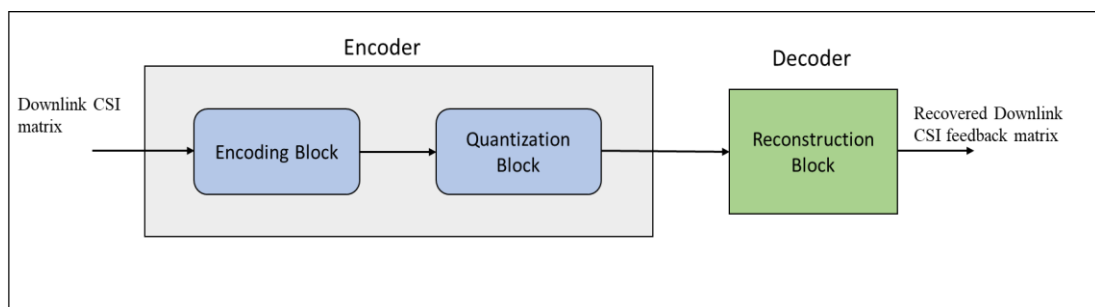 Encoder
Decoder
Downlink CSI
matrix
Encoding Block
Quantization
Block
Reconstruction
Block
Recovered Downlink
CSI feedback matrix